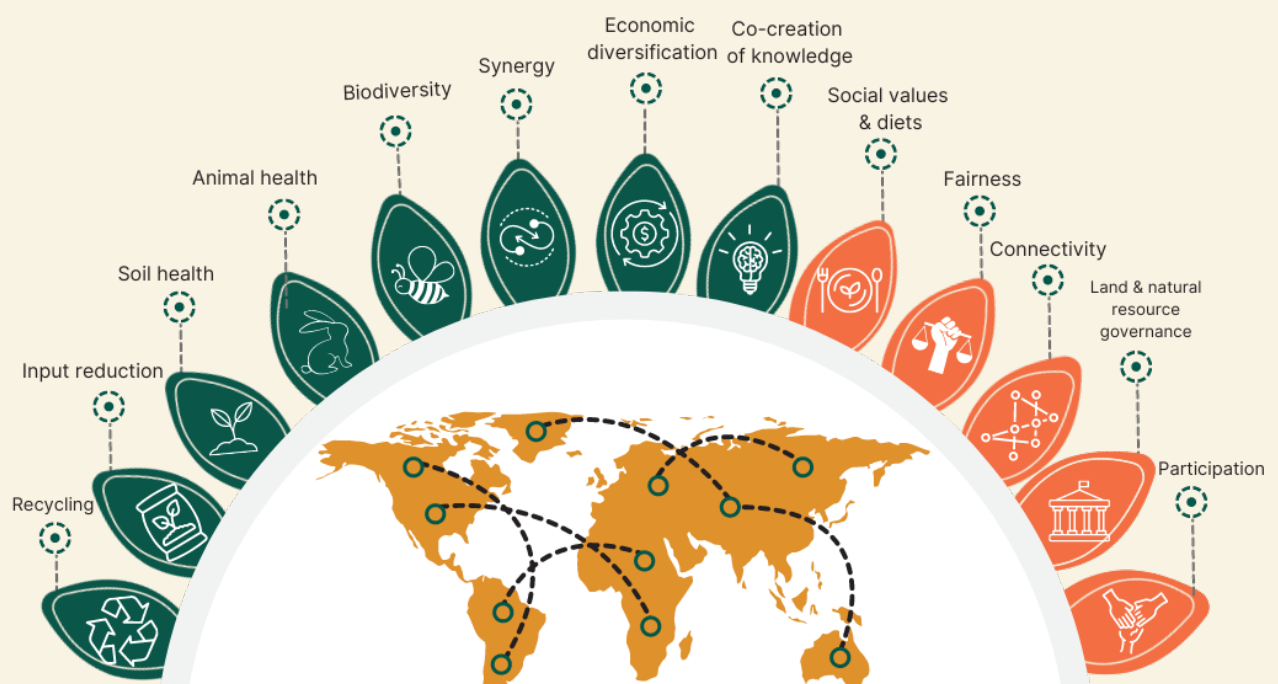 Recycling
Input reduction
Soil health
Animal health
Biodiversity
Synergy
Economic
diversification
Co-creation
of knowledge
Social values
& diets
Fairness
Connectivity
Land & natural
resource
governance
Participation
$